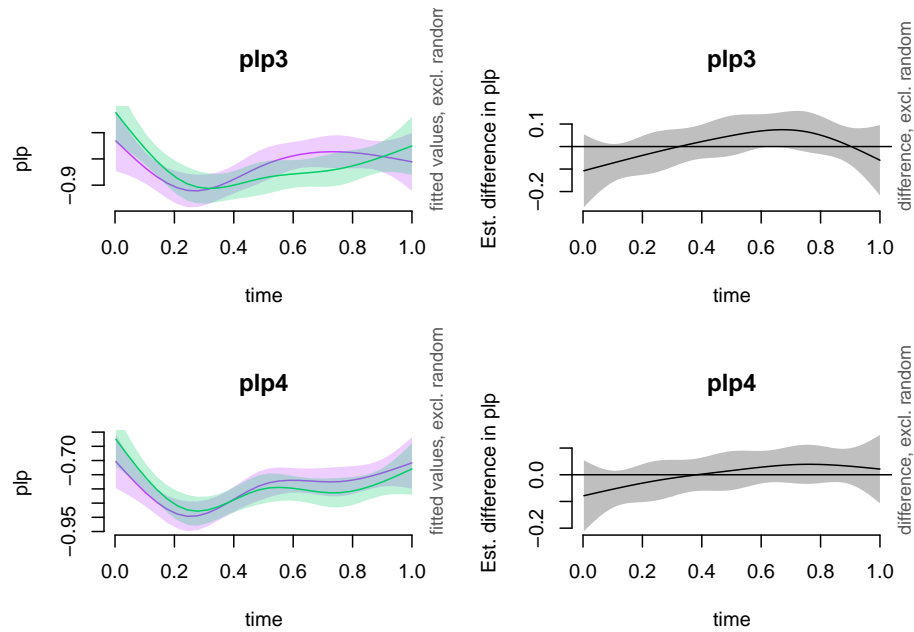 plp3
plp
−0.9
0.0 0.2 0.4 0.6 0.8 1.0
time
fitted values, excl. random
plp3
Est. difference in plp
0.1
−0.2
0.0 0.2 0.4 0.6 0.8 1.0
time
difference, excl. random
plp4
plp
−0.70
−0.95
0.0 0.2 0.4 0.6 0.8 1.0
time
fitted values, excl. random
plp4
Est. difference in plp
0.0
−0.2
0.0 0.2 0.4 0.6 0.8 1.0
time
difference, excl. random